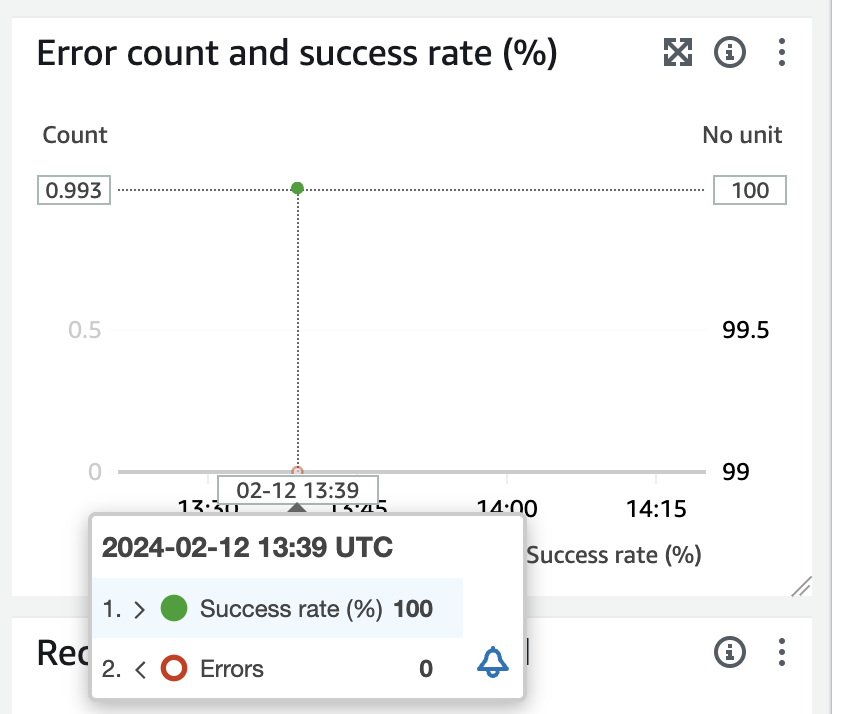 Error count and success rate (%)
Count
No unit
0.993
100
0.5
99.5
0
99
02-12 13:39
13:30
13:45
14:00
14:15
2024-02-12 13:39 UTC
Success rate (%)
1. > Success rate (%) 100
2. < Errors 0